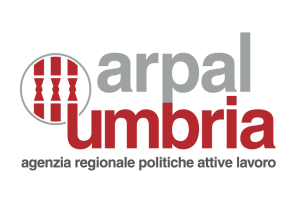 arpal
umbria
agenzia regionale politiche attive lavoro